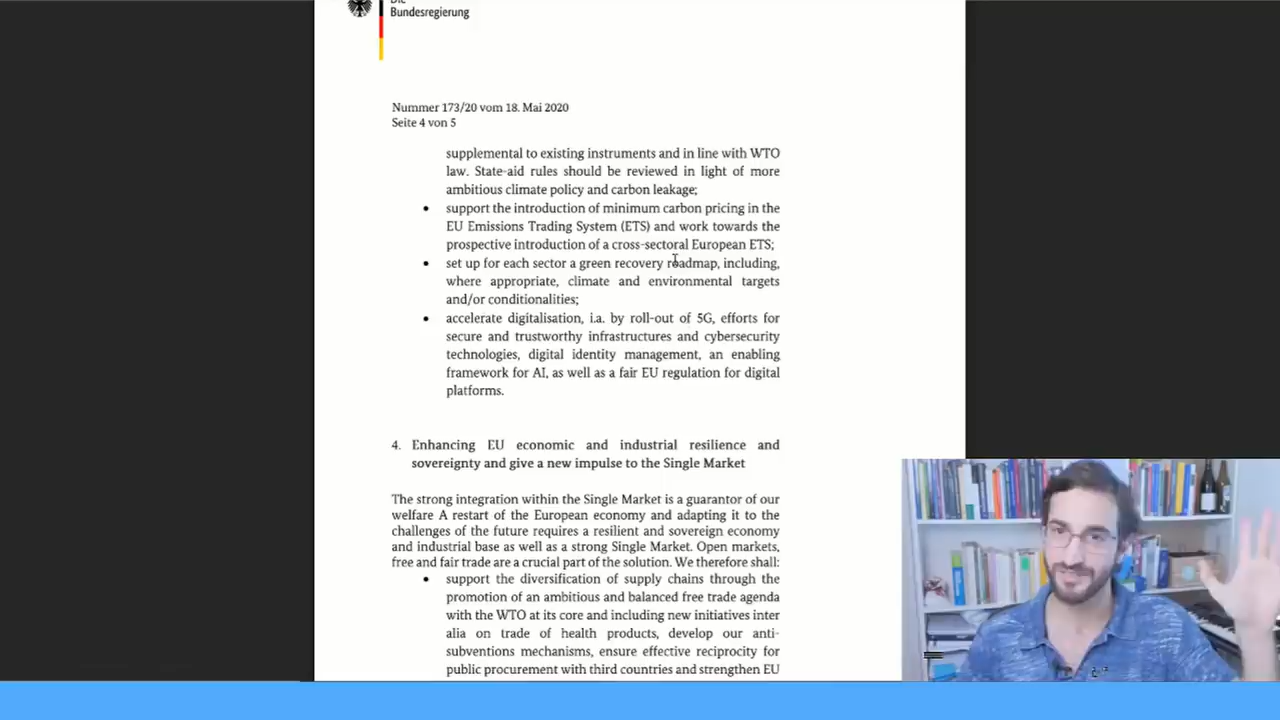 Die
Bundesregierung
Nummer 173/20 vom 18. Mai 2020
Seite 4 von 5
supplemental to existing instruments and in line with WTO
law. State-aid rules should be reviewed in light of more
ambitious climate policy and carbon leakage;
• support the introduction of minimum carbon pricing in the
EU Emissions Trading System (ETS) and work towards the
prospective introduction of a cross-sectoral European ETS;
• set up for each sector a green recovery roadmap, including,
where appropriate, climate and environmental targets
and/or conditionalities;
• accelerate digitalisation, i.a. by roll-out of 5G, efforts for
secure and trustworthy infrastructures and cybersecurity
technologies, digital identity management, an enabling
framework for AI, as well as a fair EU regulation for digital
platforms.
4. Enhancing EU economic and industrial resilience and
sovereignty and give a new impulse to the Single Market
The strong integration within the Single Market is a guarantor of our
welfare A restart of the European economy and adapting it to the
challenges of the future requires a resilient and sovereign economy
and industrial base as well as a strong Single Market. Open markets,
free and fair trade are a crucial part of the solution. We therefore shall:
• support the diversification of supply chains through the
promotion of an ambitious and balanced free trade agenda
with the WTO at its core and including new initiatives inter
alia on trade of health products, develop our anti-
subventions mechanisms, ensure effective reciprocity for
public procurement with third countries and strengthen EU